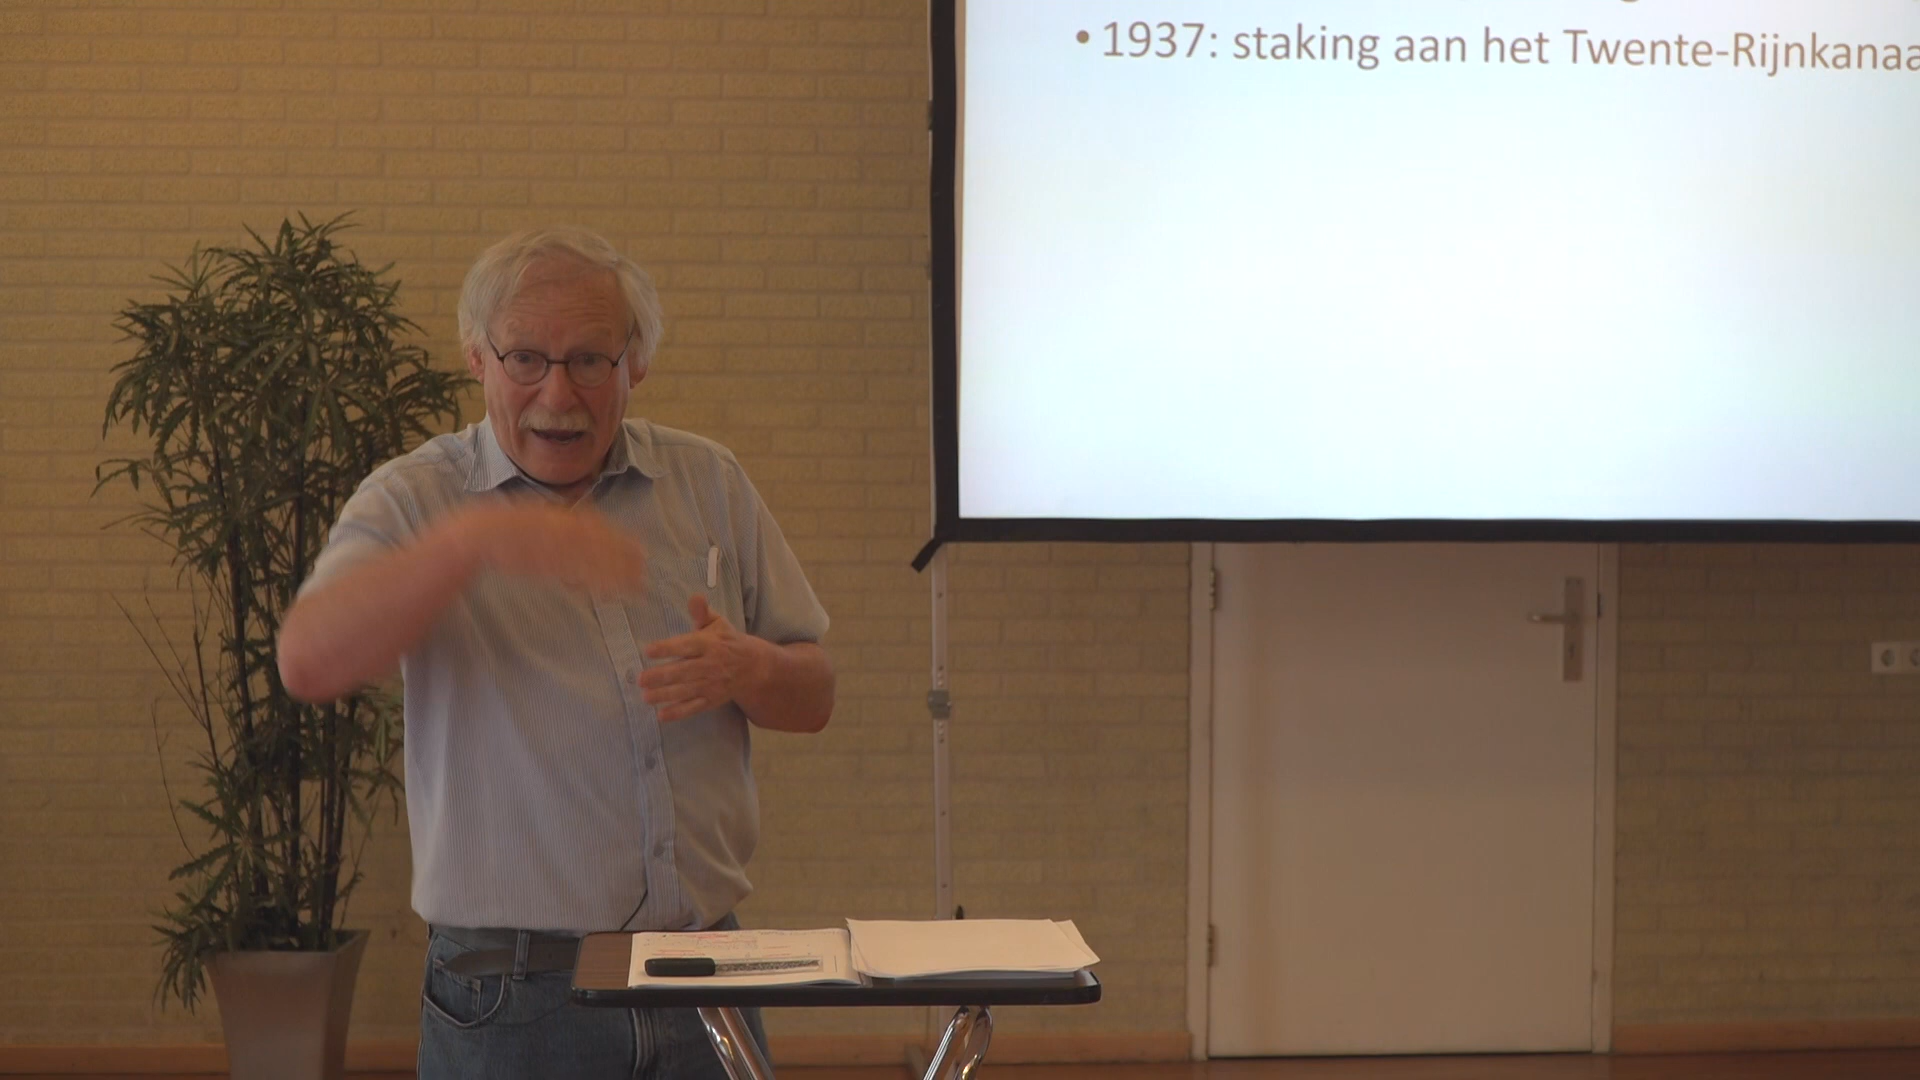 • 1937: staking aan het Twente-Rijnkanaa